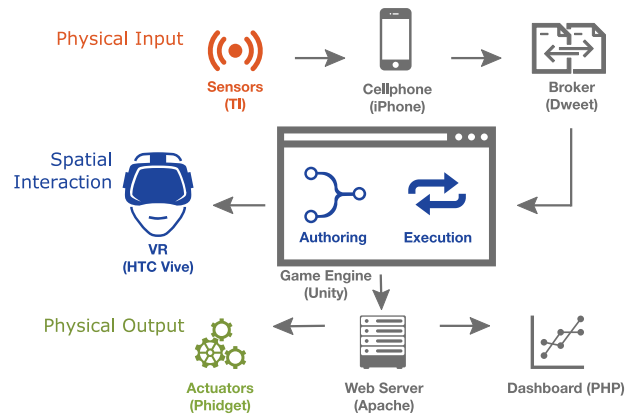 Physical Input
Sensors
(TI)
Cellphone
(iPhone)
Broker
(Dweet)
Spatial
Interaction
VR
(HTC Vive)
Authoring
Execution
Game Engine
(Unity)
Physical Output
Actuators
(Phidget)
Web Server
(Apache)
Dashboard (PHP)